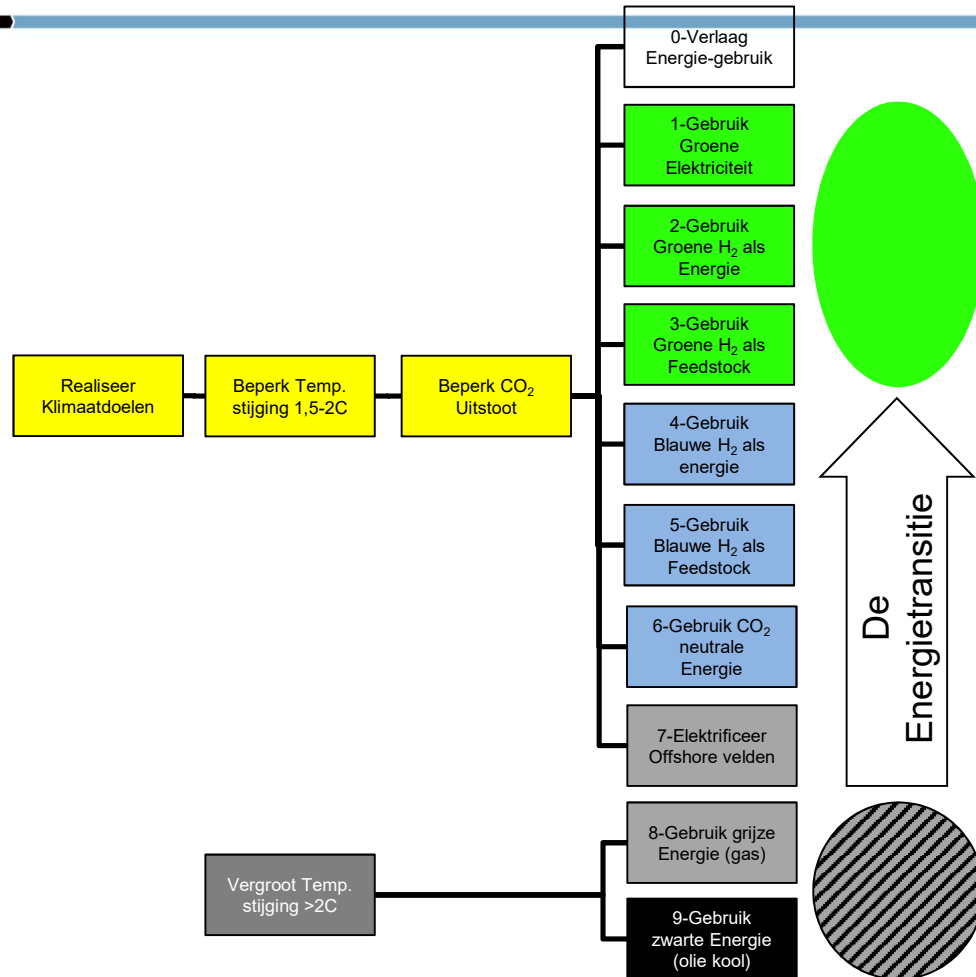 0-Verlaag
Energie-gebruik
1-Gebruik
Groene
Elektriciteit
2-Gebruik
Groene H₂ als
Energie
3-Gebruik
Groene H₂ als
Feedstock
Realiseer
Klimaatdoelen
Beperk Temp.
stijging 1,5-2C
Beperk CO₂
Uitstoot
4-Gebruik
Blauwe H₂ als
energie
5-Gebruik
Blauwe H₂ als
Feedstock
6-Gebruik CO₂
neutrale
Energie
7-Elektrificeer
Offshore velden
De
Energietransitie
8-Gebruik grijze
Energie (gas)
Vergroot Temp.
stijging >2C
9-Gebruik
zwarte Energie
(olie kool)